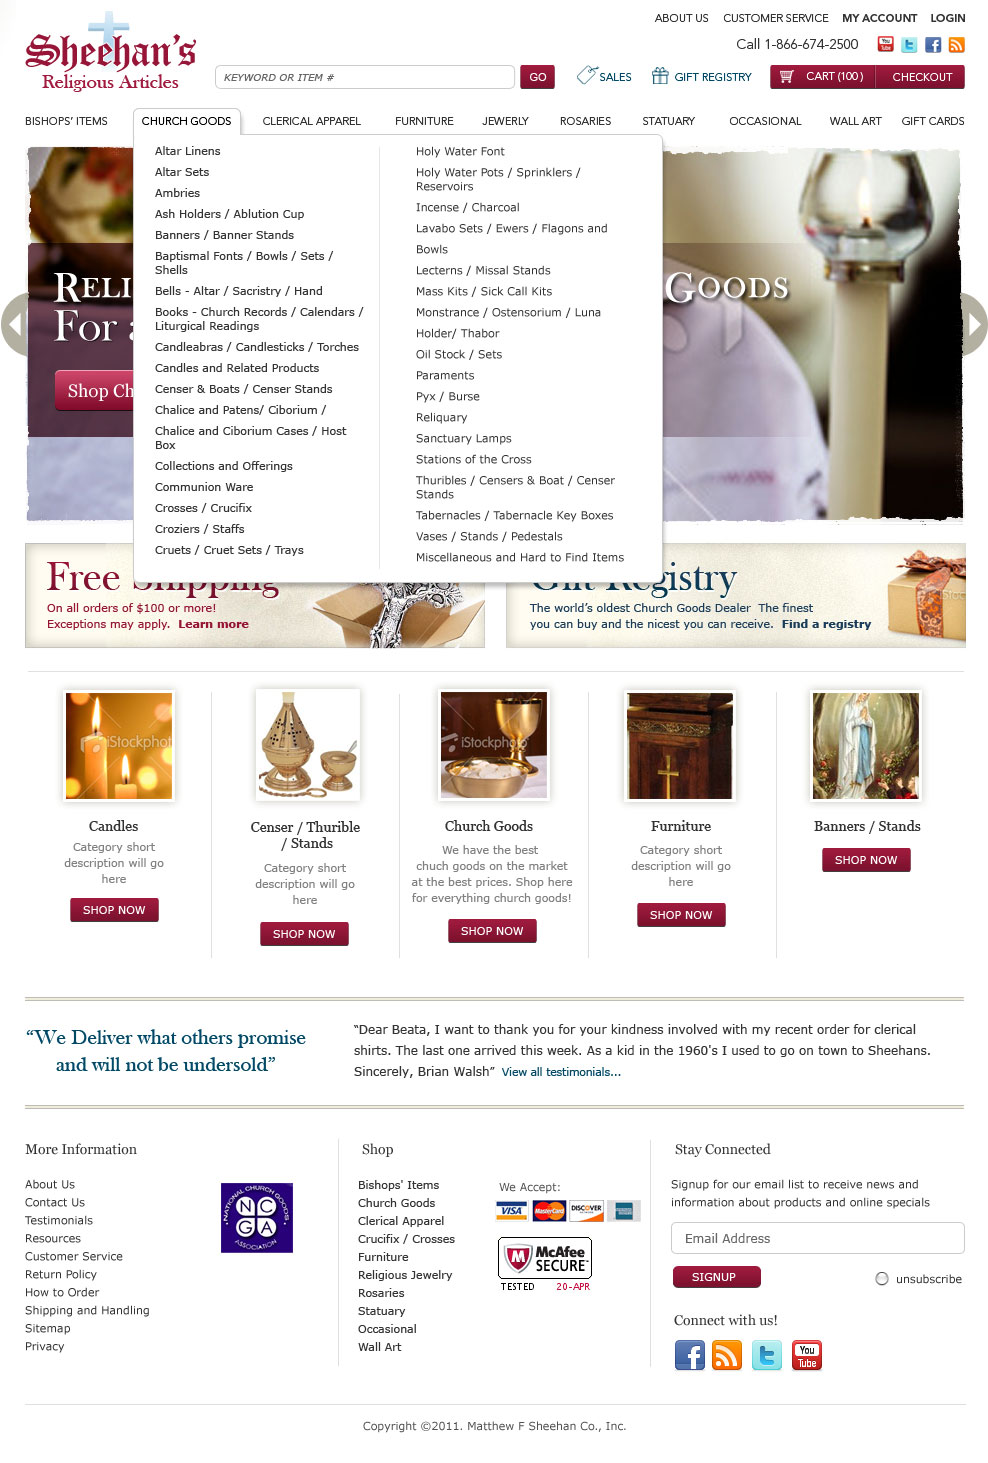 ABOUT US CUSTOMER SERVICE MY ACCOUNT LOGIN
Sheehan's
Religious Articles
Call 1-866-674-2500
You Tube
KEYWORD OR ITEM #
GO
SALES
GIFT REGISTRY
CART (100)
CHECKOUT
BISHOPS' ITEMS CHURCH GOODS CLERICAL APPAREL FURNITURE JEWERLY ROSARIES STATUARY OCCASIONAL WALL ART GIFT CARDS
Altar Linens
Altar Sets
Ambries
Ash Holders / Ablution Cup
Banners / Banner Stands
Baptismal Fonts / Bowls / Sets /
Shells
Bells - Altar / Sacristry / Hand
Books - Church Records / Calendars /
Liturgical Readings
Candleabras / Candlesticks / Torches
Candles and Related Products
Censer & Boats / Censer Stands
Chalice and Patens/ Ciborium /
Chalice and Ciborium Cases / Host
Box
Collections and Offerings
Communion Ware
Crosses / Crucifix
Croziers / Staffs
Cruets / Cruet Sets / Trays
Holy Water Font
Holy Water Pots / Sprinklers /
Reservoirs
Incense / Charcoal
Lavabo Sets / Ewers / Flagons and
Bowls
Lecterns / Missal Stands
Mass Kits / Sick Call Kits
Monstrance / Ostensorium / Luna
Holder/ Thabor
Oil Stock / Sets
Paraments
Pyx / Burse
Reliquary
Sanctuary Lamps
Stations of the Cross
Thuribles / Censers & Boat / Censer
Stands
Tabernacles / Tabernacle Key Boxes
Vases / Stands / Pedestals
Miscellaneous and Hard to Find Items
Goods
For
Shop
Free Shipping
On all orders of $100 or more!
Exceptions may apply. Learn more
Gift Registry
The world's oldest Church Goods Dealer The finest
you can buy and the nicest you can receive. Find a registry
iStockphoto
iStockphoto
Candles
Category short
description will go
here
SHOP NOW
Censer / Thurible
/ Stands
Category short
description will go
here
SHOP NOW
Church Goods
We have the best
chuch goods on the market
at the best prices. Shop here
for everything church goods!
SHOP NOW
Furniture
Category short
description will go
here
SHOP NOW
Banners / Stands
SHOP NOW
“We Deliver what others promise
and will not be undersold”
“Dear Beata, I want to thank you for your kindness involved with my recent order for clerical
shirts. The last one arrived this week. As a kid in the 1960's I used to go on town to Sheehans.
Sincerely, Brian Walsh” View all testimonials...
More Information
About Us
Contact Us
Testimonials
Resources
Customer Service
Return Policy
How to Order
Shipping and Handling
Sitemap
Privacy
NATIONAL CHURCH GOODS
NCGA
ASSOCIATION
Shop
Bishops' Items
Church Goods
Clerical Apparel
Crucifix / Crosses
Furniture
Religious Jewelry
Rosaries
Statuary
Occasional
Wall Art
We Accept:
VISA MasterCard DISCOVER
McAfee
SECURE™
TESTED 20-APR
Stay Connected
Signup for our email list to receive news and
information about products and online specials
Email Address
SIGNUP
unsubscribe
Connect with us!
You Tube
Copyright ©2011. Matthew F Sheehan Co., Inc.